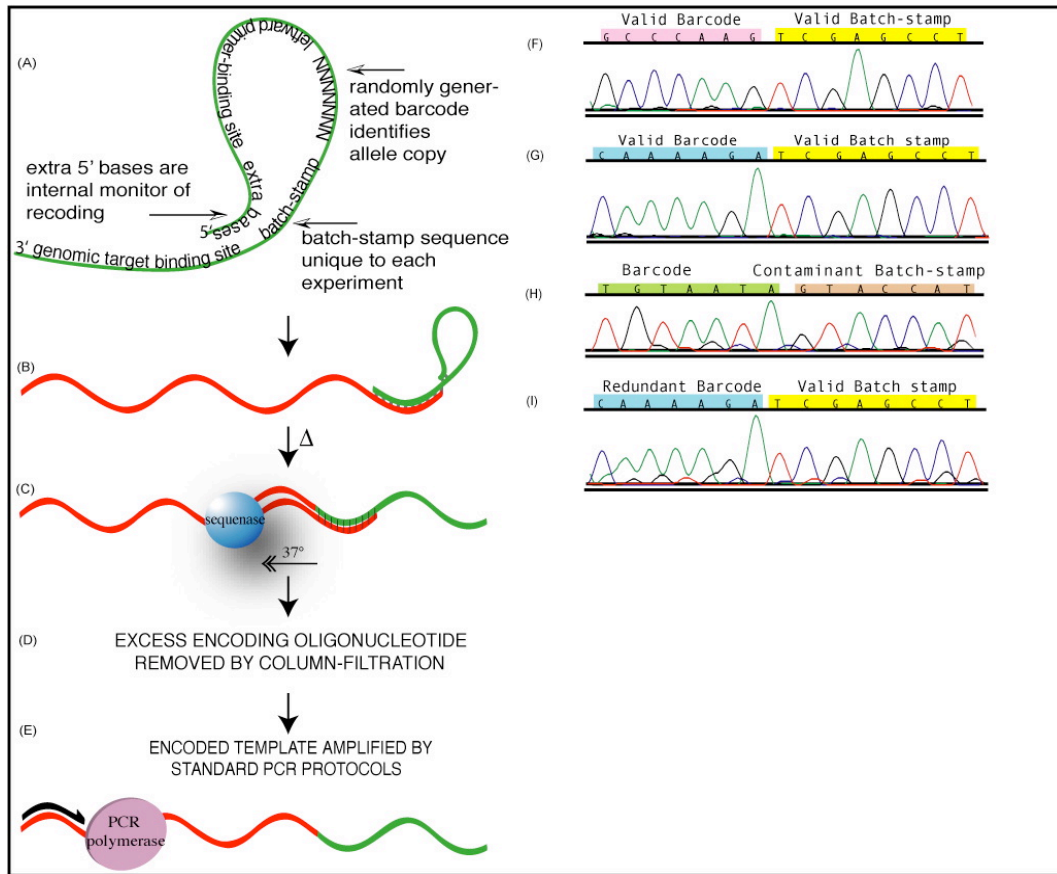 (A)
leftward primer-binding site
NNNNNNN
extra bases
5'
batch-stamp
3' genomic target binding site
randomly gener-
ated barcode
identifies
allele copy
extra 5' bases are
internal monitor of
recoding
batch-stamp sequence
unique to each
experiment
(B)
Δ
(C)
sequenase
37°
(D)
EXCESS ENCODING OLIGONUCLEOTIDE
REMOVED BY COLUMN-FILTRATION
(E)
ENCODED TEMPLATE AMPLIFIED BY
STANDARD PCR PROTOCOLS
PCR
polymerase
(F)
Valid Barcode Valid Batch-stamp
G C C C A A G T C G A G C C T
(G)
Valid Barcode Valid Batch stamp
C A A A A G A T C G A G C C T
(H)
Barcode Contaminant Batch-stamp
T G T A A T A G T A C C A T
(I)
Redundant Barcode Valid Batch stamp
C A A A A G A T C G A G C C T